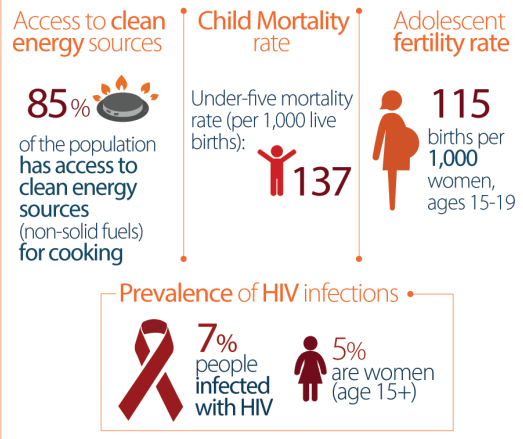 Access to clean
energy sources
85%
of the population
has access to
clean energy
sources
(non-solid fuels)
for cooking
Child Mortality
rate
Under-five mortality
rate (per 1,000 live
births):
137
Adolescent
fertility rate
115
births per
1,000
women,
ages 15-19
Prevalence of HIV infections
7%
people
infected
with HIV
5%
are women
(age 15+)